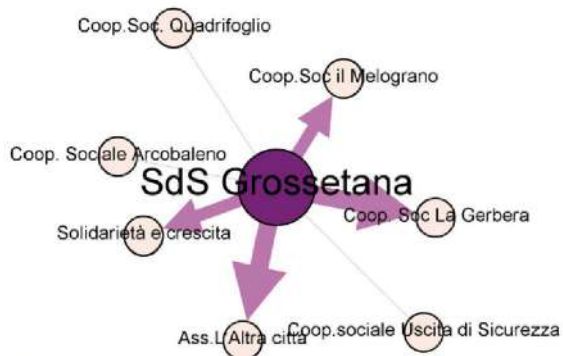 Coop.Soc. Quadrifoglio
Coop.Soc il Melograno
Coop. Sociale Arcobaleno
SdS Grossetana
Coop. Soc La Gerbera
Solidarietà e crescita
Ass.L'Altra città
Coop.sociale Uscita di Sicurezza